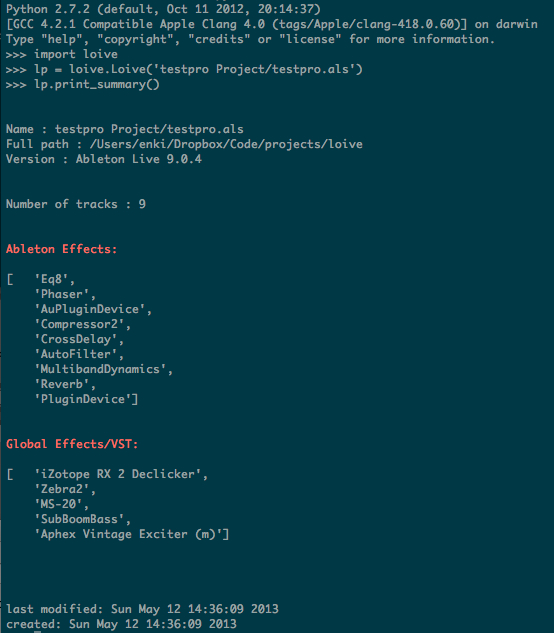 Python 2.7.2 (default, Oct 11 2012, 20:14:37)
[GCC 4.2.1 Compatible Apple Clang 4.0 (tags/Apple/clang-418.0.60)] on darwin
Type "help", "copyright", "credits" or "license" for more information.
>>> import loive
>>> lp = loive.Loive('testpro Project/testpro.als')
>>> lp.print_summary()
Name : testpro Project/testpro.als
Full path : /Users/enki/Dropbox/Code/projects/loive
Version : Ableton Live 9.0.4
Number of tracks : 9
Ableton Effects:
[   'Eq8',
    'Phaser',
    'AuPluginDevice',
    'Compressor2',
    'CrossDelay',
    'AutoFilter',
    'MultibandDynamics',
    'Reverb',
    'PluginDevice']
Global Effects/VST:
[   'iZotope RX 2 Declicker',
    'Zebra2',
    'MS-20',
    'SubBoomBass',
    'Aphex Vintage Exciter (m)']
last modified: Sun May 12 14:36:09 2013
created: Sun May 12 14:36:09 2013